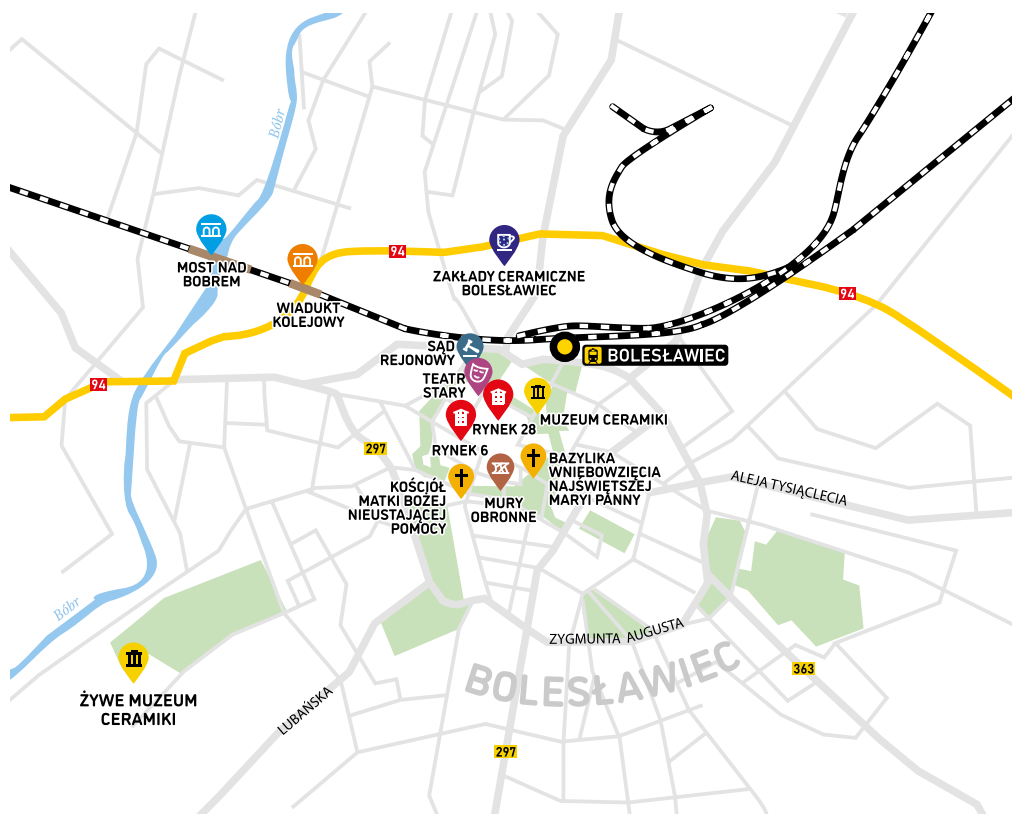 Bóbr
94
MOST NAD
BOBREM
ZAKŁADY CERAMICZNE
BOLESŁAWIEC
94
WIADUKT
KOLEJOWY
SĄD
REJONOWY
BOLESŁAWIEC
TEATR
STARY
94
MUZEUM CERAMIKI
RYNEK 28
297
RYNEK 6
BAZYLIKA
WNIEBOWZIĘCIA
NAJŚWIĘTSZEJ
MARYI PANNY
KOŚCIÓŁ
MATKI BOŻEJ
NIEUSTAJĄCEJ
POMOCY
MURY
OBRONNE
ALEJA TYSIĄCLECIA
Bóbr
ZYGMUNTA AUGUSTA
BOLESŁAWIEC
363
ŻYWE MUZEUM
CERAMIKI
LUBAŃSKA
297